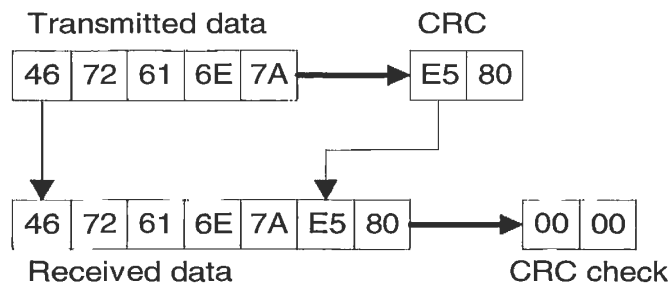 Transmitted data CRC
46 72 61 6E 7A E5 80
46 72 61 6E 7A E5 80 00 00
Received data CRC check